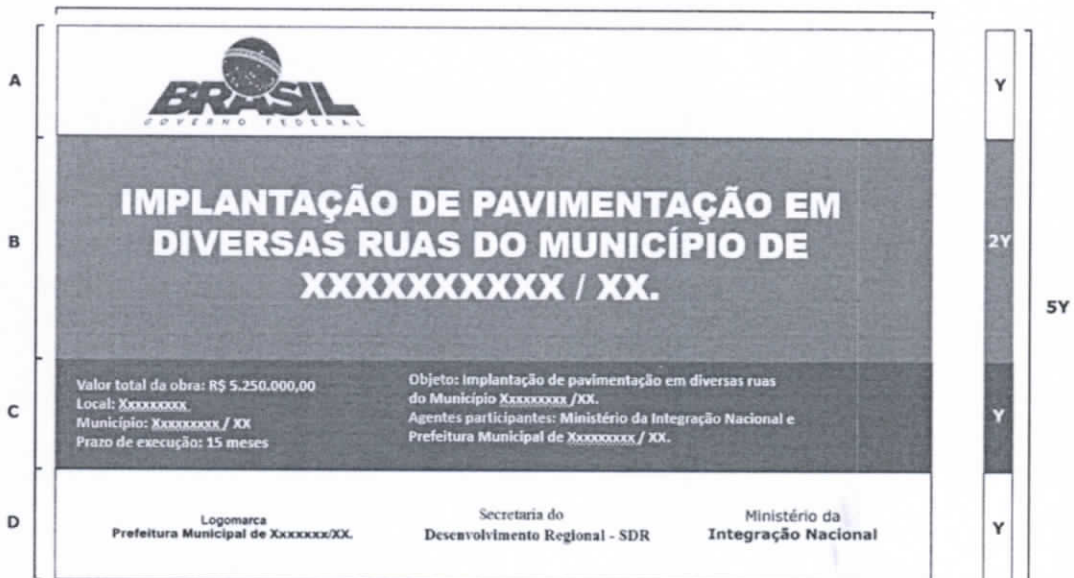 A
BRASIL
GOVERNO FEDERAL
Y
B
IMPLANTAÇÃO DE PAVIMENTAÇÃO EM
DIVERSAS RUAS DO MUNICÍPIO DE
XXXXXXXXXX / XX.
2Y
5Y
C
Valor total da obra: R$ 5.250.000,00
Local: Xxxxxxxxx
Município: Xxxxxxxxx / XX
Prazo de execução: 15 meses
Objeto: Implantação de pavimentação em diversas ruas
do Município Xxxxxxxxx /XX.
Agentes participantes: Ministério da Integração Nacional e
Prefeitura Municipal de Xxxxxxxxx / XX.
Y
D
Logomarca
Prefeitura Municipal de Xxxxxxx/XX.
Secretaria do
Desenvolvimento Regional - SDR
Ministério da
Integração Nacional
Y